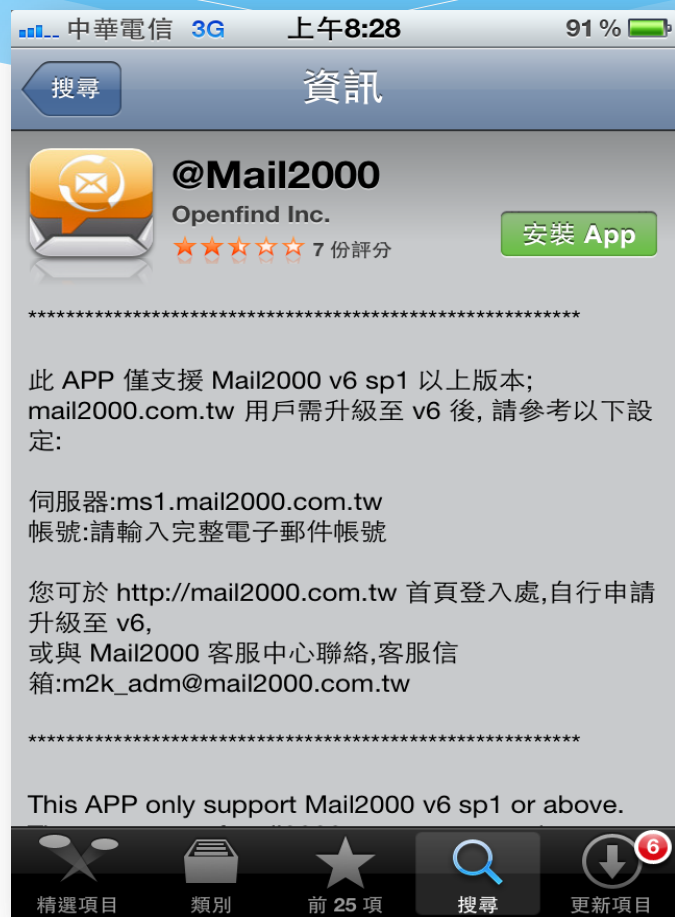 中華電信 3G 上午8:28 91 %
搜尋 資訊
@Mail2000
Openfind Inc.
7 份評分
安裝 App
**********************************************************
此 APP 僅支援 Mail2000 v6 sp1 以上版本;
mail2000.com.tw 用戶需升級至 v6 後, 請參考以下設
定:
伺服器:ms1.mail2000.com.tw
帳號:請輸入完整電子郵件帳號
您可於 http://mail2000.com.tw 首頁登入處,自行申請
升級至 v6,
或與 Mail2000 客服中心聯絡,客服信
箱:m2k_adm@mail2000.com.tw
**********************************************************
This APP only support Mail2000 v6 sp1 or above.
6
精選項目 類別 前 25 項 搜尋 更新項目